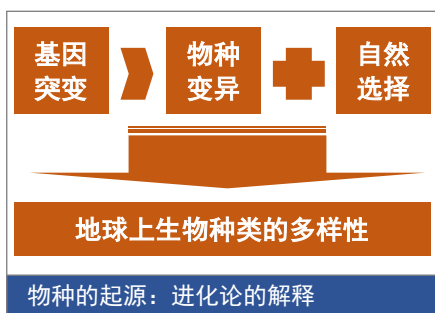 基因
突变
物种
变异
自然
选择
地球上生物种类的多样性
物种的起源：进化论的解释